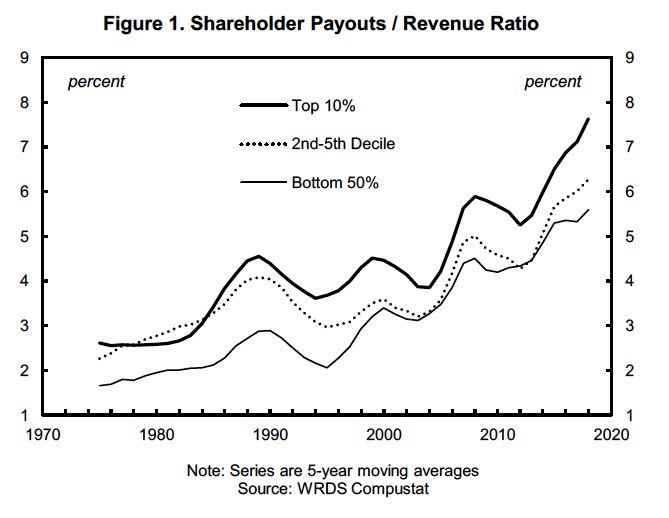 Figure 1. Shareholder Payouts / Revenue Ratio
9 9
percent percent
8 8
Top 10%
7 7
2nd-5th Decile
6 6
Bottom 50%
5 5
4 4
3 3
2 2
1 1
1970 1980 1990 2000 2010 2020
Note: Series are 5-year moving averages
Source: WRDS Compustat